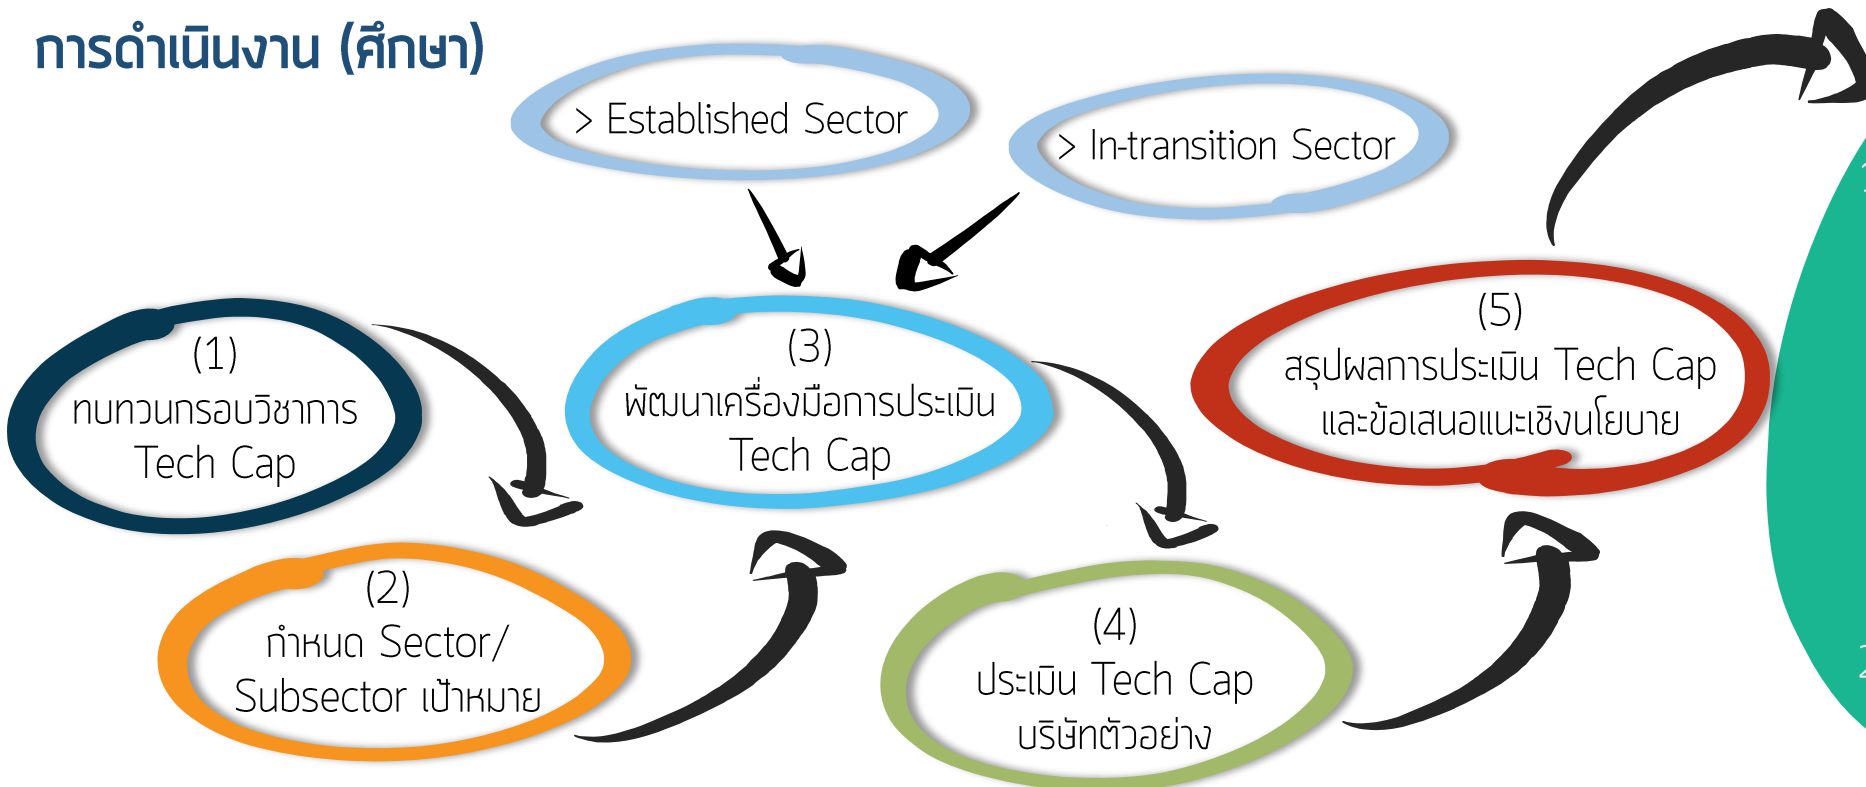 การดำเนินงาน (ศึกษา)
> Established Sector
> In-transition Sector
(1)
ทบทวนกรอบวิชาการ
Tech Cap
(2)
กำหนด Sector/
Subsector เป้าหมาย
(3)
พัฒนาเครื่องมือการประเมิน
Tech Cap
(4)
ประเมิน Tech Cap
บริษัทตัวอย่าง
(5)
สรุปผลการประเมิน Tech Cap
และข้อเสนอแนะเชิงนโยบาย